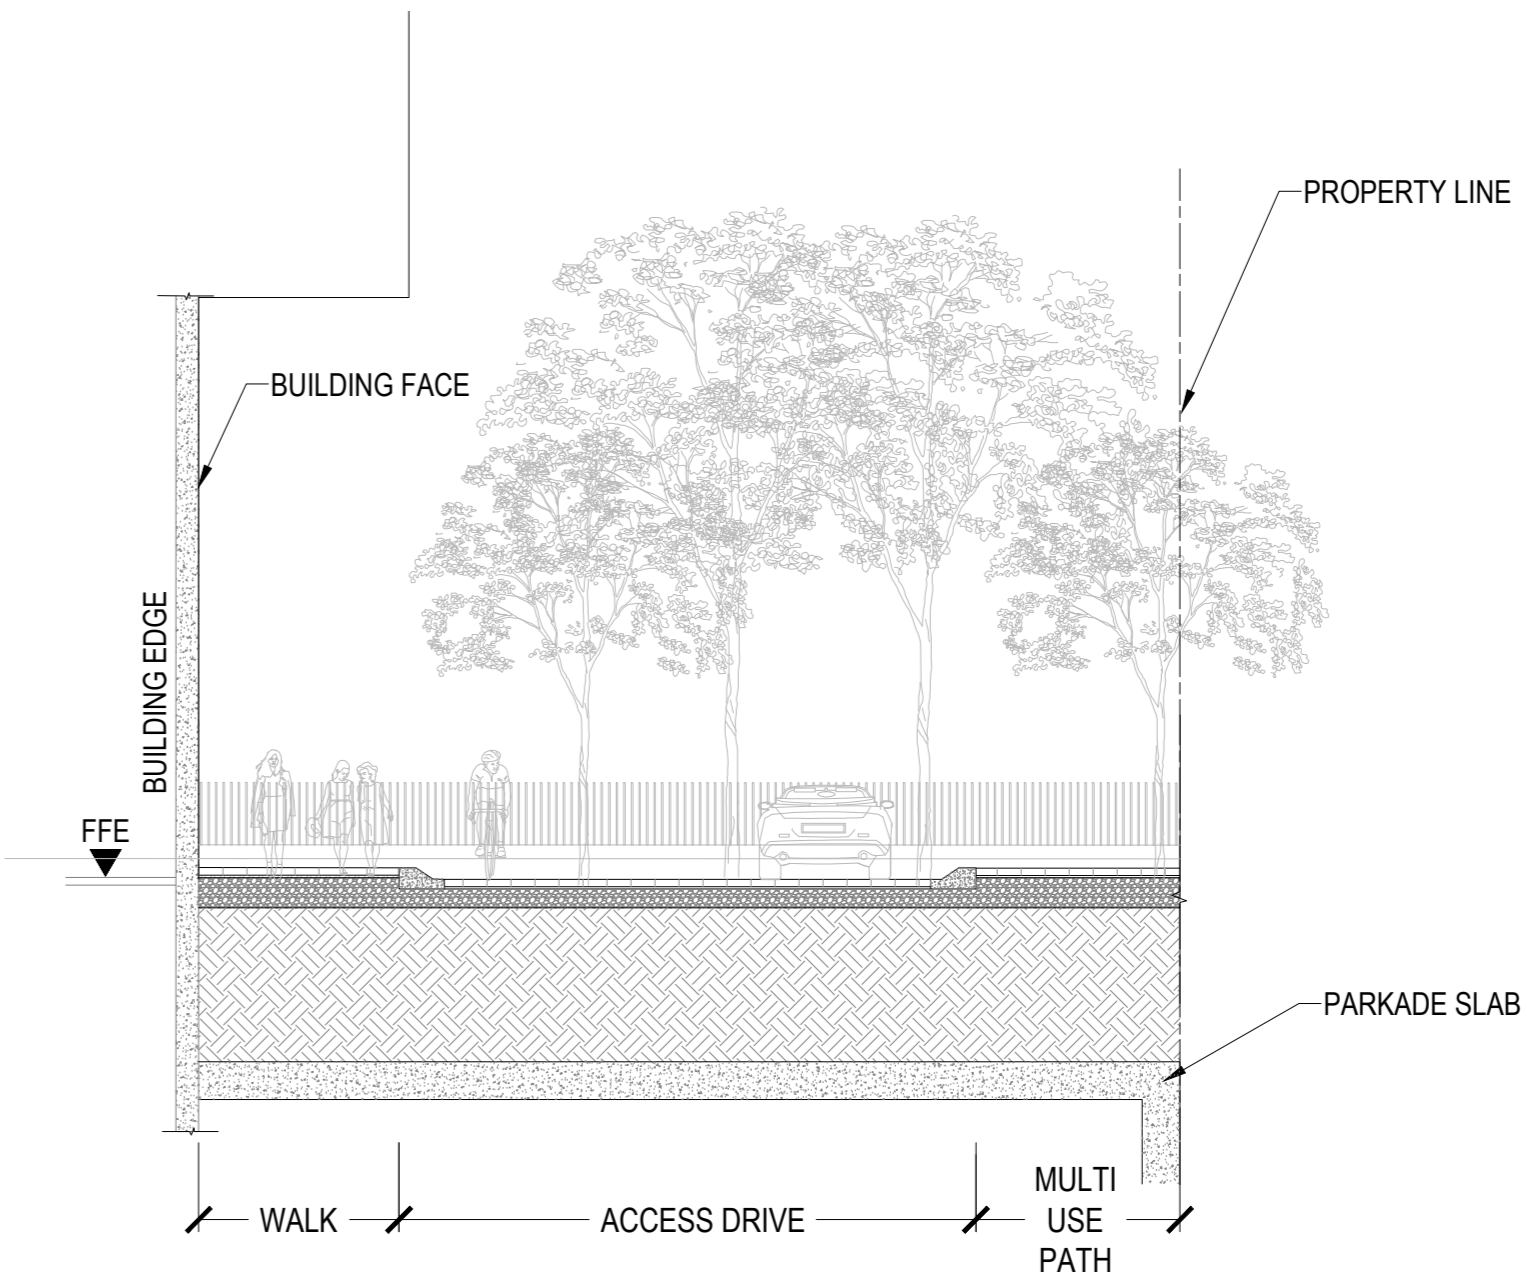 PROPERTY LINE
BUILDING FACE
BUILDING EDGE
FFE
PARKADE SLAB
WALK
ACCESS DRIVE
MULTI
USE
PATH